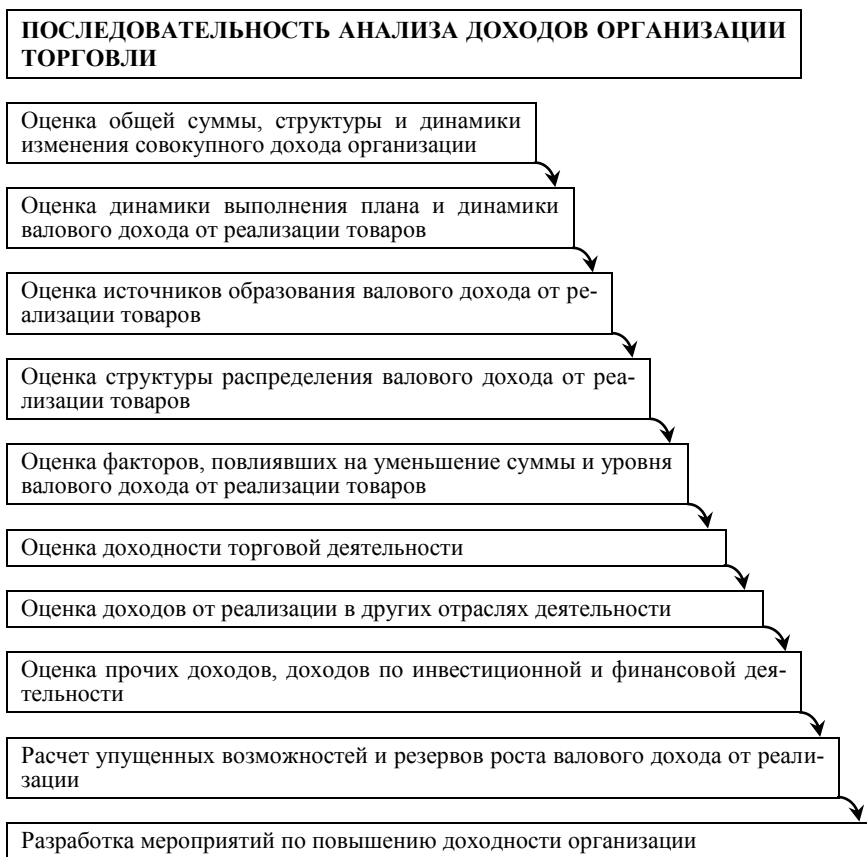 ПОСЛЕДОВАТЕЛЬНОСТЬ АНАЛИЗА ДОХОДОВ ОРГАНИЗАЦИИ
ТОРГОВЛИ
Оценка общей суммы, структуры и динамики
изменения совокупного дохода организации
Оценка динамики выполнения плана и динамики
валового дохода от реализации товаров
Оценка источников образования валового дохода от ре-
ализации товаров
Оценка структуры распределения валового дохода от реа-
лизации товаров
Оценка факторов, повлиявших на уменьшение суммы и уровня
валового дохода от реализации товаров
Оценка доходности торговой деятельности
Оценка доходов от реализации в других отраслях деятельности
Оценка прочих доходов, доходов по инвестиционной и финансовой дея-
тельности
Расчет упущенных возможностей и резервов роста валового дохода от реали-
зации
Разработка мероприятий по повышению доходности организации